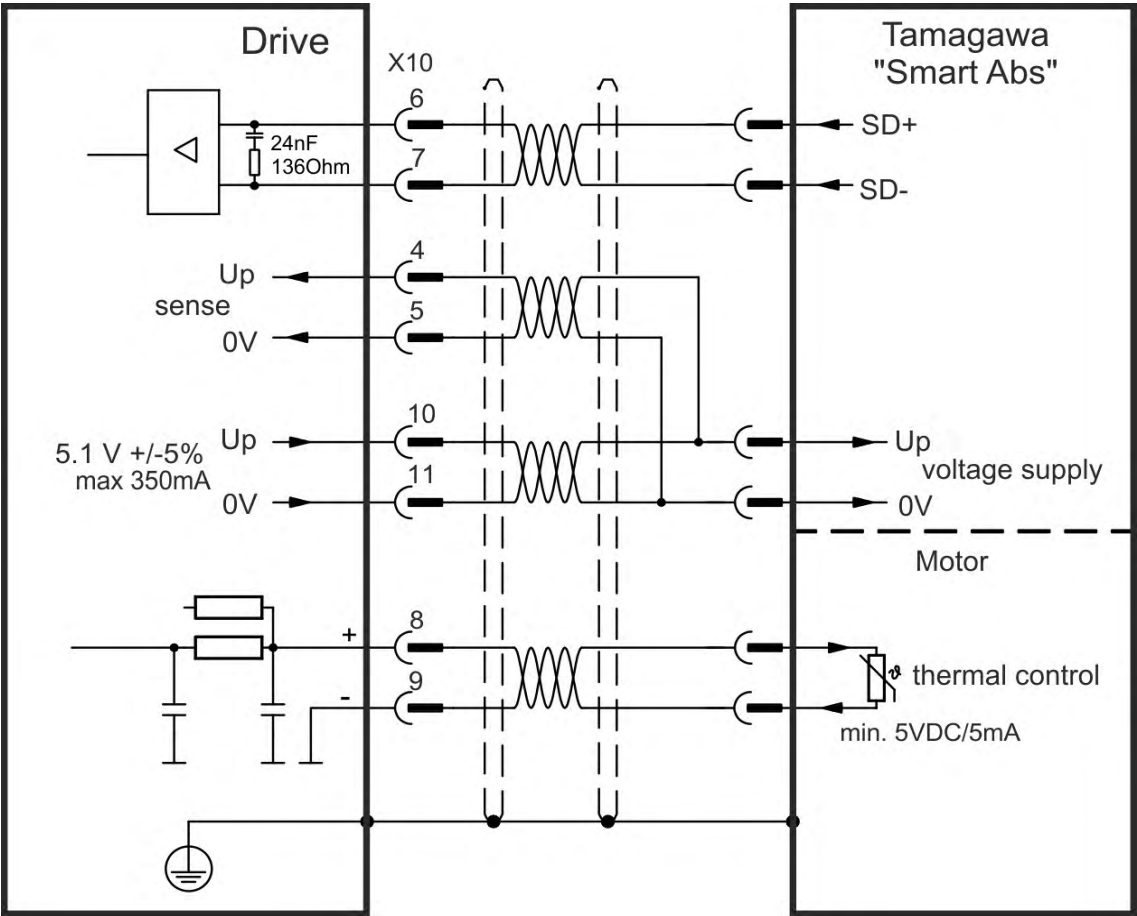 Drive
X10
Tamagawa
"Smart Abs"
6
SD+
24nF
136Ohm
7
SD-
4
Up
sense
5
0V
10
Up
5.1 V +/-5%
max 350mA
11
0V
Up
voltage supply
0V
Motor
8
+
9
-
ϑ
thermal control
min. 5VDC/5mA